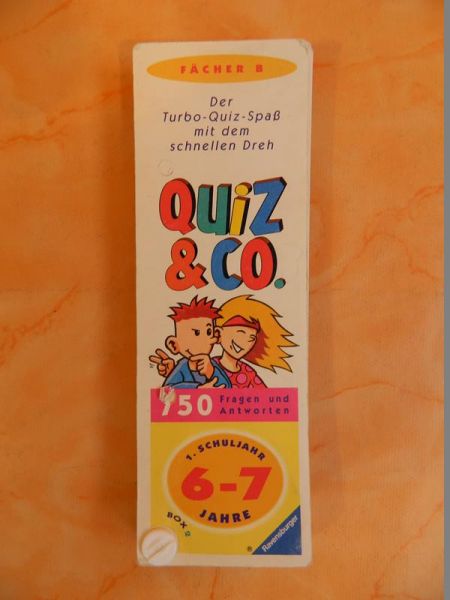 FÄCHER B
Der
Turbo-Quiz-Spaß
mit dem
schnellen Dreh
QUiZ
& CO.
750 Fragen und
Antworten
1. SCHULJAHR
6-7
JAHRE
BOX 2
® Ravensburger